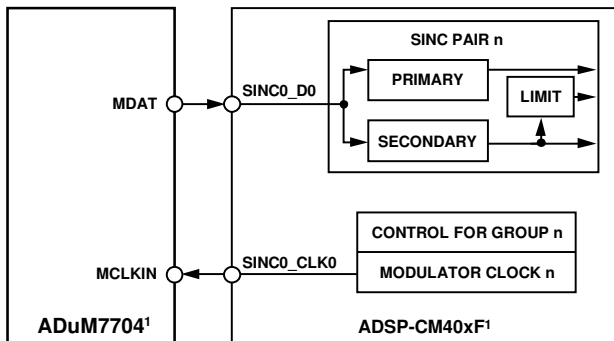 SINC PAIR n
SINC0_D0
PRIMARY
MDAT
LIMIT
SECONDARY
CONTROL FOR GROUP n
SINC0_CLK0
MCLKIN
MODULATOR CLOCK n
ADuM7704¹
ADSP-CM40xF¹